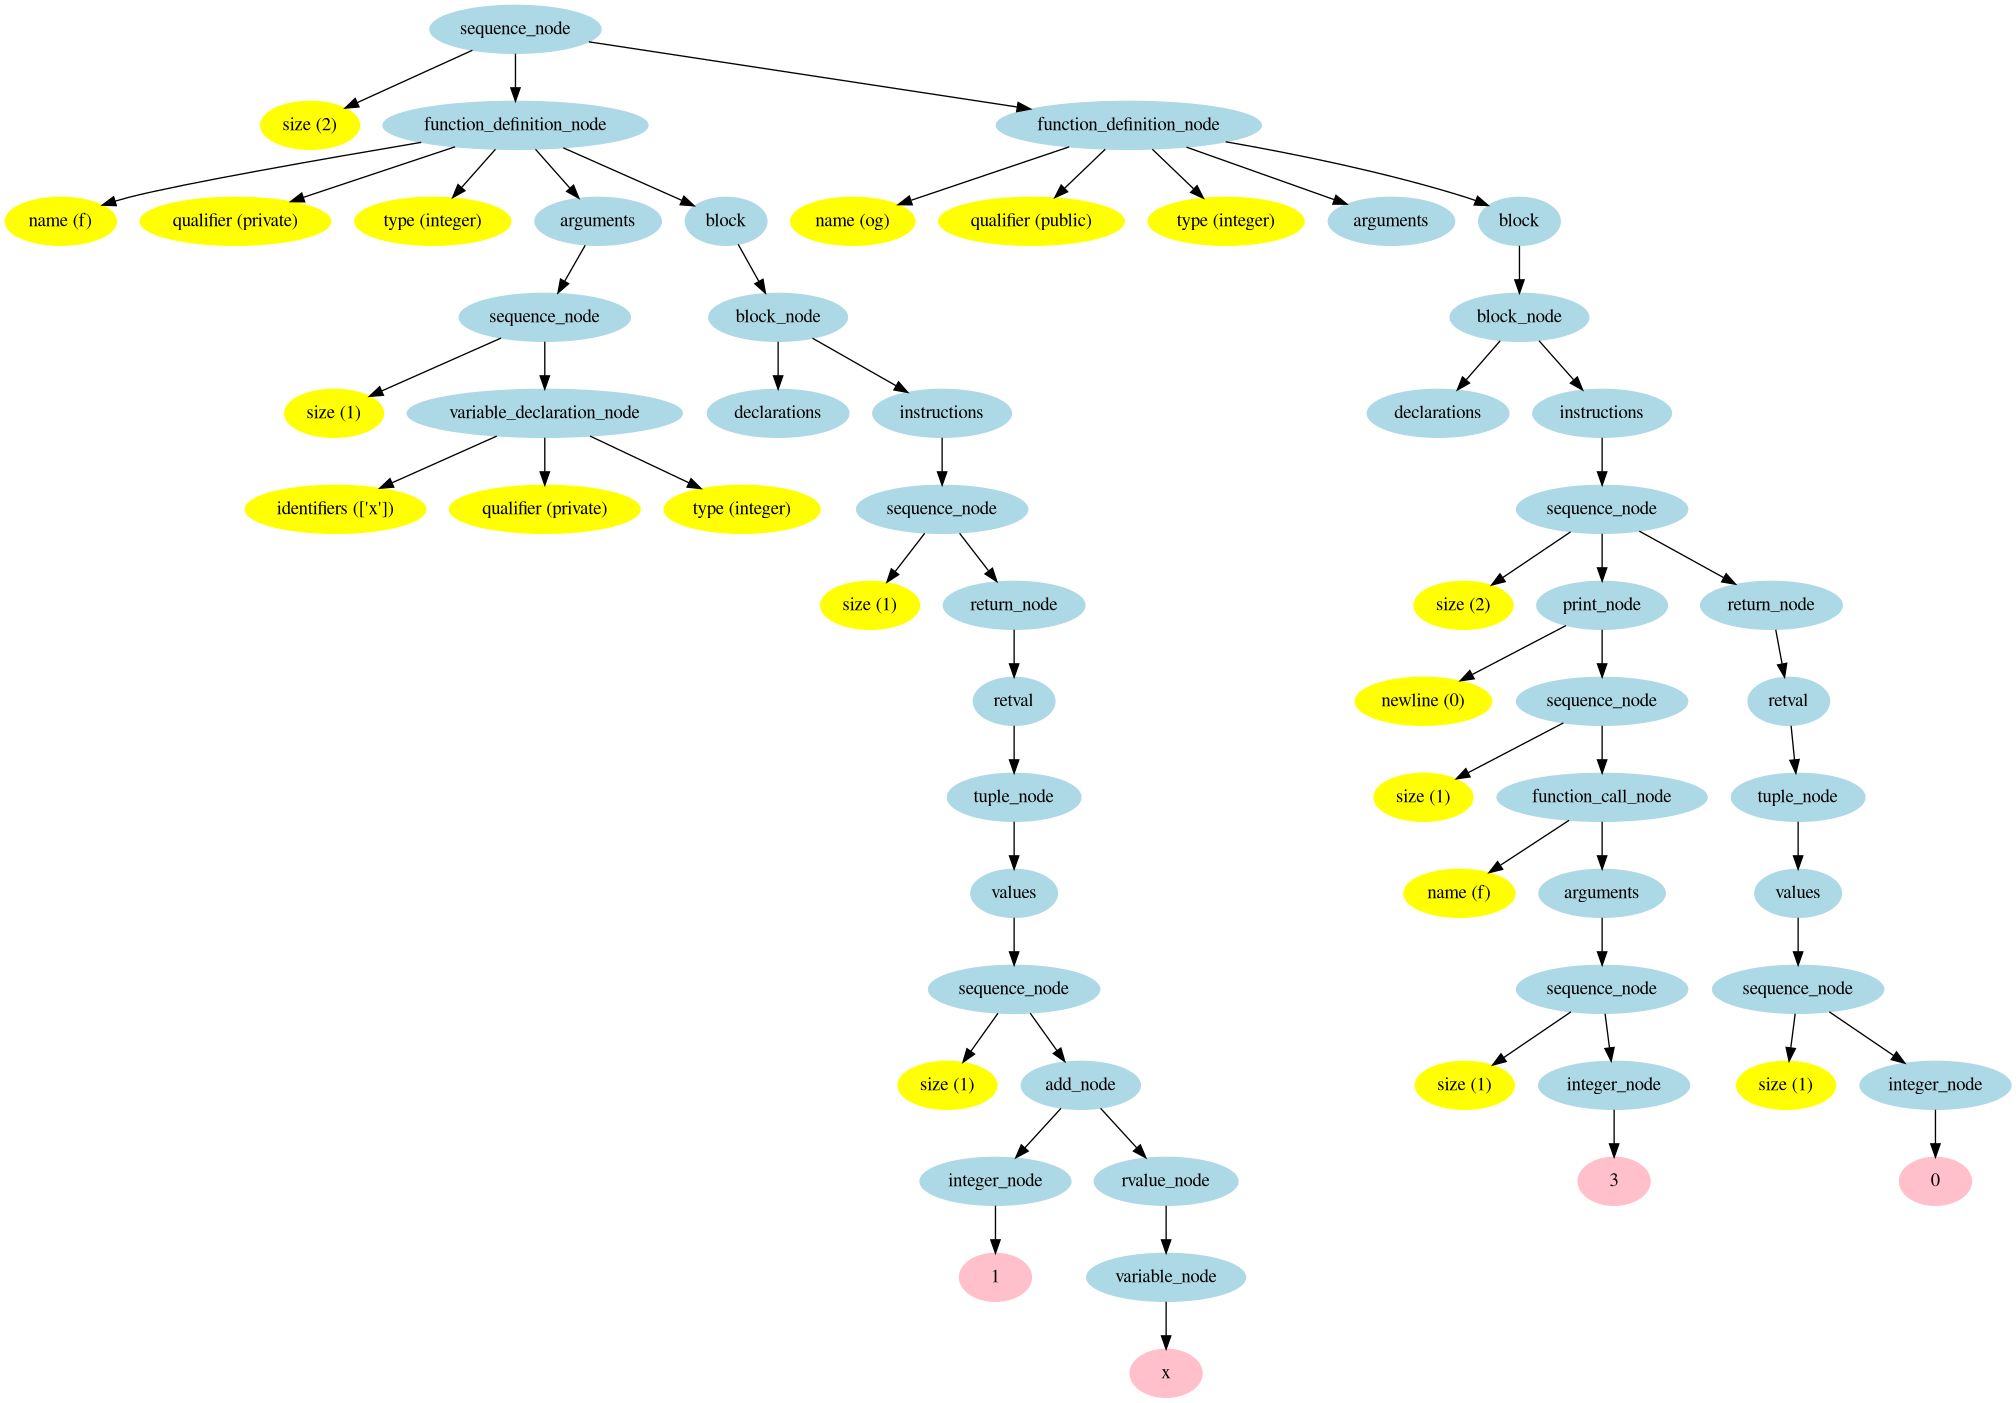 sequence_node
size (2)
function_definition_node
function_definition_node
name (f)
qualifier (private)
type (integer)
arguments
block
name (og)
qualifier (public)
type (integer)
arguments
block
sequence_node
block_node
block_node
size (1)
variable_declaration_node
declarations
instructions
declarations
instructions
identifiers (['x'])
qualifier (private)
type (integer)
sequence_node
sequence_node
size (1)
return_node
size (2)
print_node
return_node
retval
newline (0)
sequence_node
retval
tuple_node
size (1)
function_call_node
tuple_node
values
name (f)
arguments
values
sequence_node
sequence_node
sequence_node
size (1)
add_node
size (1)
integer_node
size (1)
integer_node
integer_node
rvalue_node
3
0
1
variable_node
x